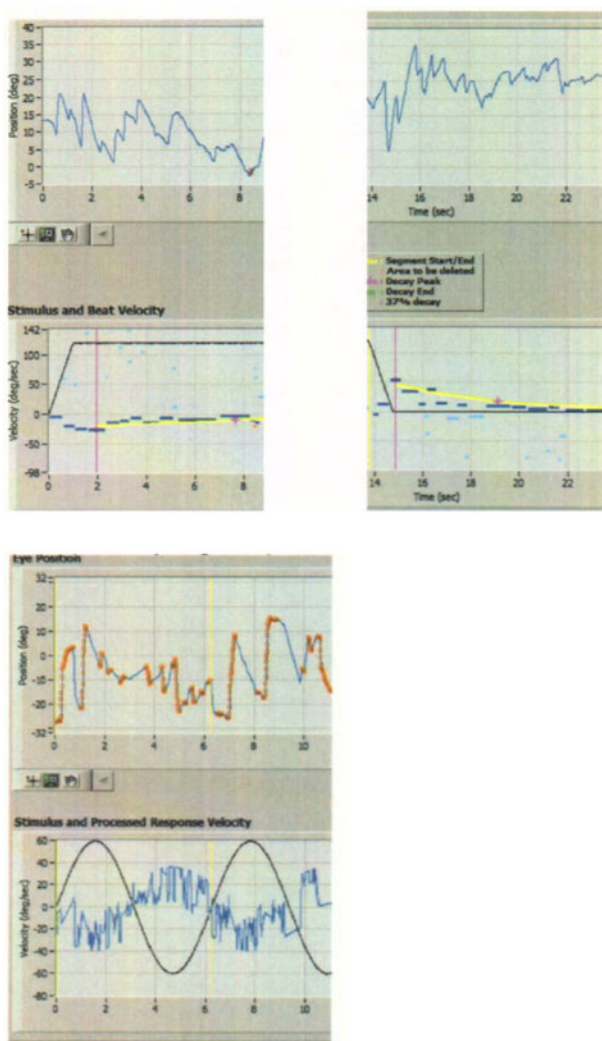 40
35
30
25
20
15
10
5
0
-5
Position (deg)
0 2 4 6 8
14 16 18 20 22
Time (sec)
Segment Start/End
Area to be deleted
Decay Peak
Decay End
37% decay
Stimulus and Beat Velocity
142
100
50
0
-50
-98
Velocity (deg/sec)
0 2 4 6 8
14 16 18 20 22
Time (sec)
Eye Position
32
20
10
0
-10
-20
-32
Position (deg)
0 2 4 6 8 10
Stimulus and Processed Response Velocity
60
40
20
0
-20
-40
-60
-80
Velocity (deg/sec)
0 2 4 6 8 10